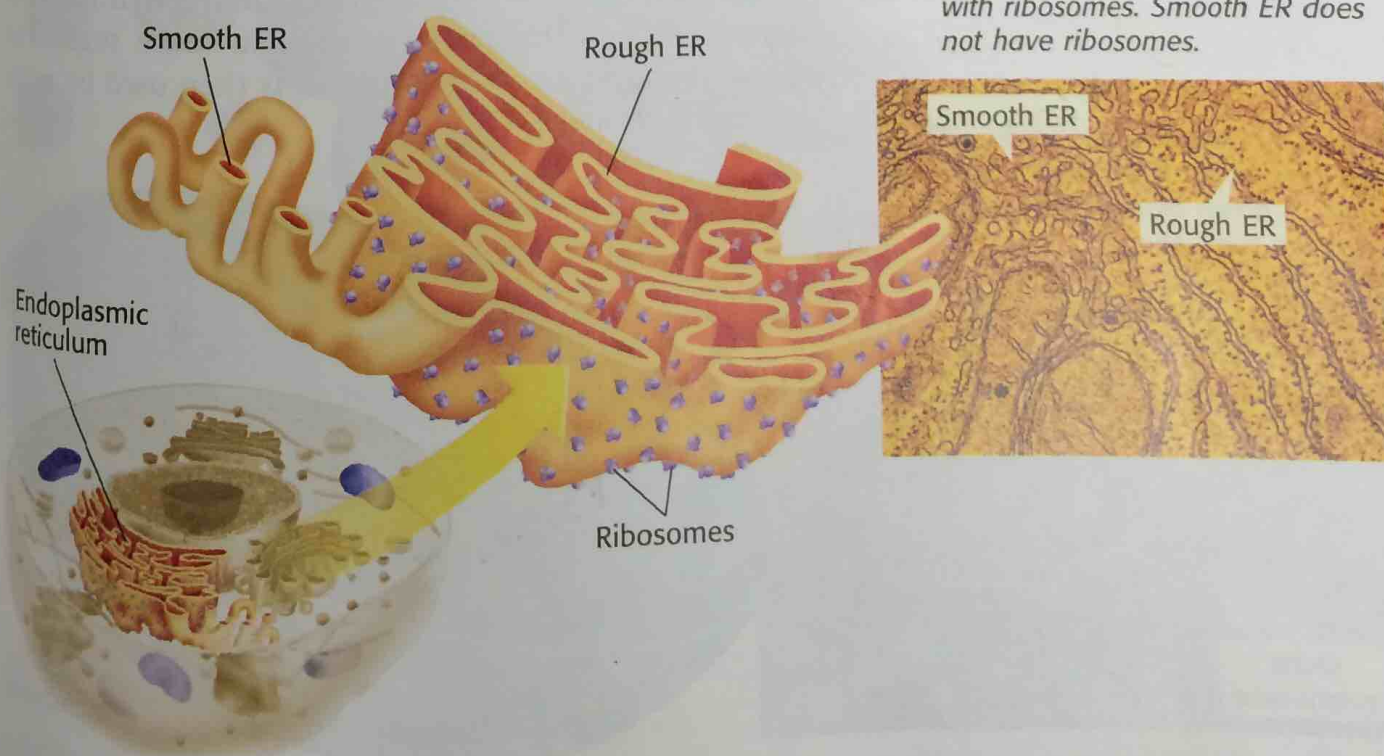 with ribosomes. Smooth ER does
not have ribosomes.
Smooth ER
Rough ER
Smooth ER
Rough ER
Endoplasmic
reticulum
Ribosomes